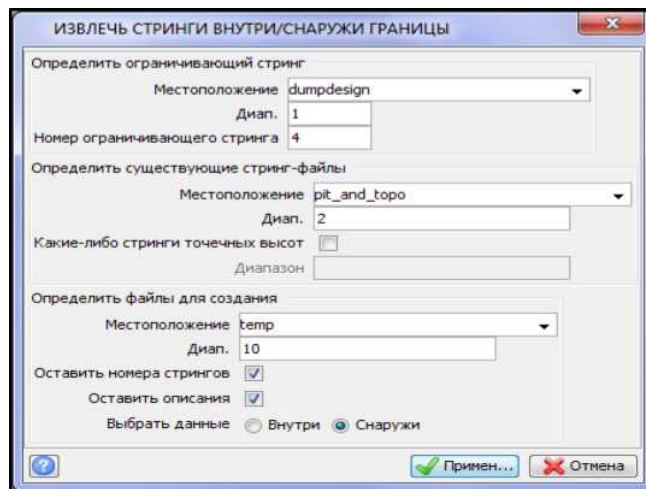 ИЗВЛЕЧЬ СТРИНГИ ВНУТРИ/СНАРУЖИ ГРАНИЦЫ
Определить ограничивающий стринг
Местоположение dumpdesign
Диап. 1
Номер ограничивающего стринга 4
Определить существующие стринг-файлы
Местоположение pit_and_topo
Диап. 2
Какие-либо стринги точечных высот
Диапазон
Определить файлы для создания
Местоположение temp
Диап. 10
Оставить номера стрингов
Оставить описания
Выбрать данные Внутри Снаружи
Примен... Отмена